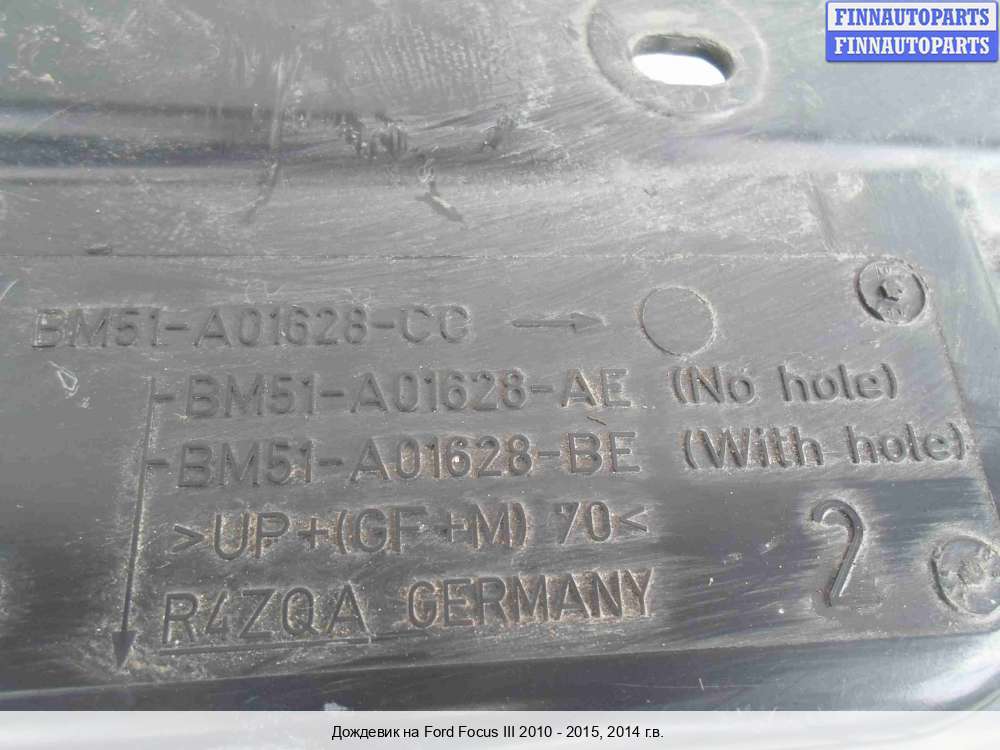 FINNAUTOPARTS
FINNAUTOPARTS
BM51-A01628-CC
BM51-A01628-AE (No hole)
BM51-A01628-BE (With hole)
>UP+(GF+M) 70<
2
R4ZQA GERMANY
Дождевик на Ford Focus III 2010 - 2015, 2014 г.в.